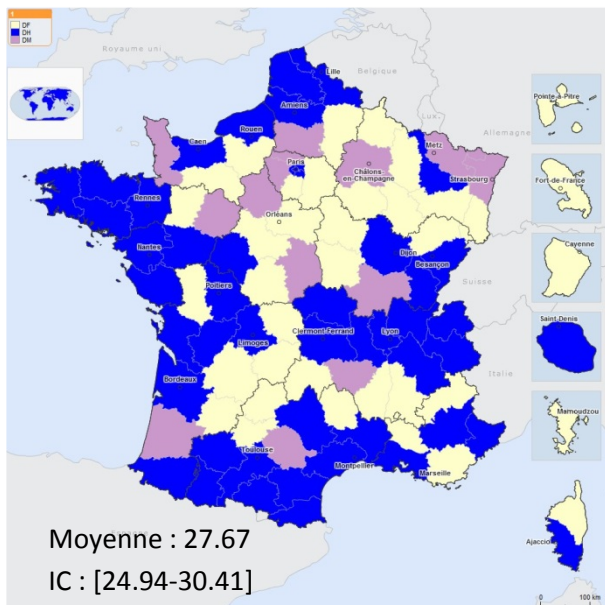 1
DF
DH
DM
Royaume uni
Belgique
Lille
Lux.
Allemagne
Amiens
Rouen
Caen
Metz
Paris
Châlons
en-Champagne
Strasbourg
Rennes
Orléans
Nantes
Dijon
Besançon
Poitiers
Suisse
Clermont-Ferrand
Lyon
Limoges
Bordeaux
Italie
Toulouse
Montpellier
Marseille
Pointe-à-Pitre
Fort-de-France
Cayenne
Saint-Denis
Mamoudzou
Ajaccio
Moyenne : 27.67
IC : [24.94-30.41]
0 100 km